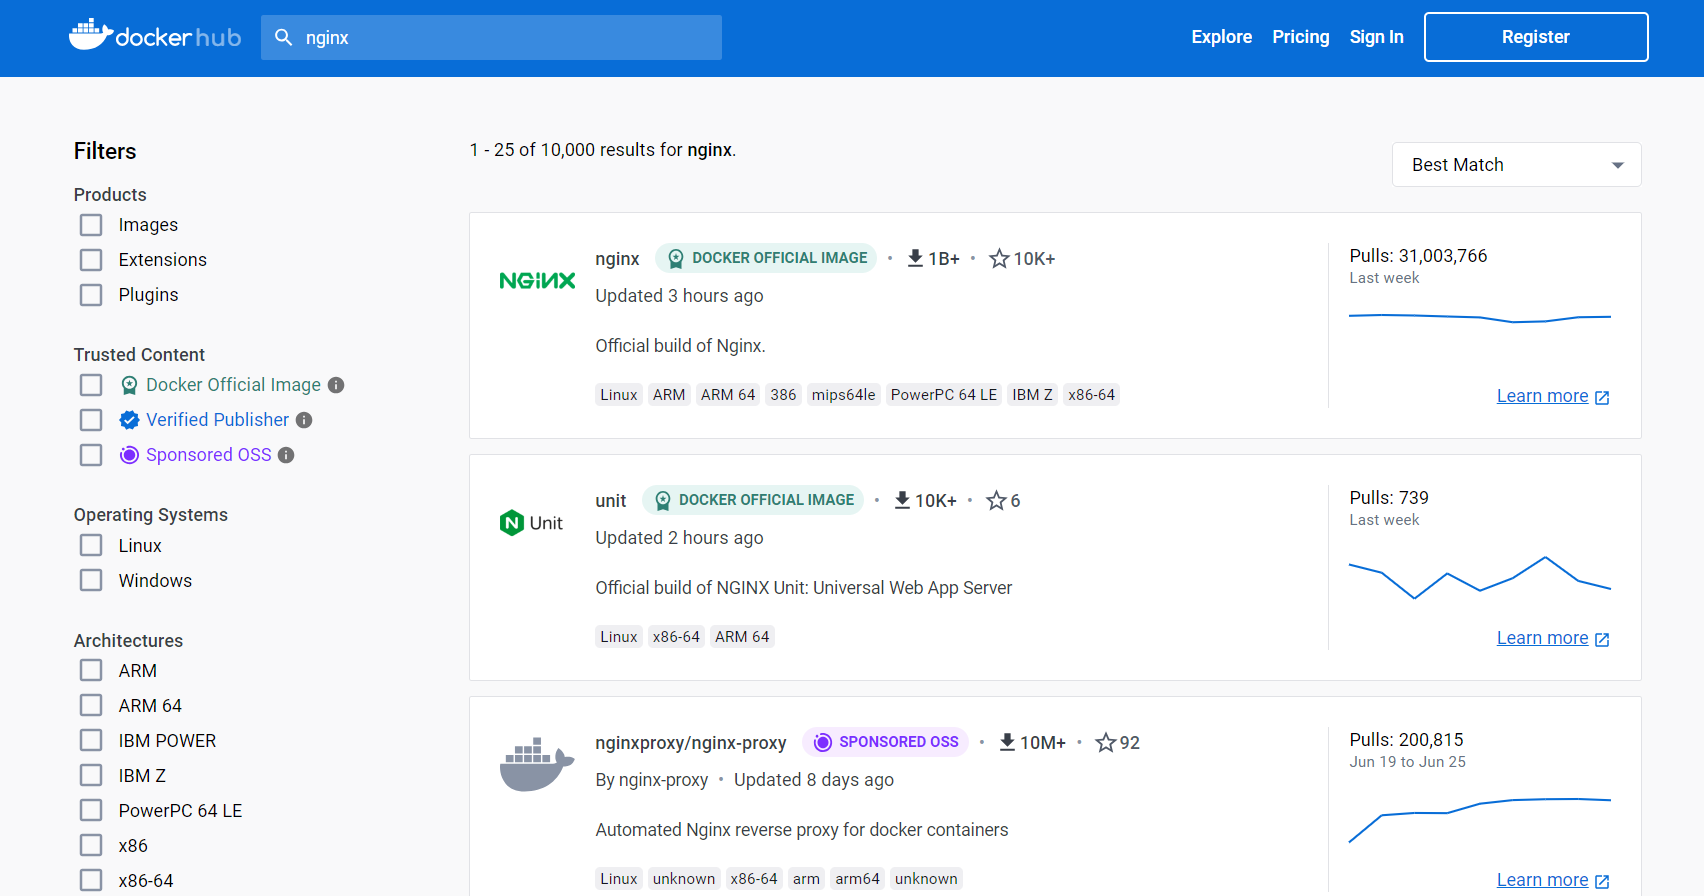 docker hub
nginx
Explore Pricing Sign In Register
Filters
Products
Images
Extensions
Plugins
Trusted Content
Docker Official Image
Verified Publisher
Sponsored OSS
Operating Systems
Linux
Windows
Architectures
ARM
ARM 64
IBM POWER
IBM Z
PowerPC 64 LE
x86
x86-64
1 - 25 of 10,000 results for nginx.
Best Match
NGINX
nginx DOCKER OFFICIAL IMAGE • 1B+ • 10K+
Updated 3 hours ago
Official build of Nginx.
Linux ARM ARM 64 386 mips64le PowerPC 64 LE IBM Z x86-64
Pulls: 31,003,766
Last week
Learn more
N Unit
unit DOCKER OFFICIAL IMAGE • 10K+ • 6
Updated 2 hours ago
Official build of NGINX Unit: Universal Web App Server
Linux x86-64 ARM 64
Pulls: 739
Last week
Learn more
nginxproxy/nginx-proxy SPONSORED OSS • 10M+ • 92
By nginx-proxy • Updated 8 days ago
Automated Nginx reverse proxy for docker containers
Linux unknown x86-64 arm arm64 unknown
Pulls: 200,815
Jun 19 to Jun 25
Learn more